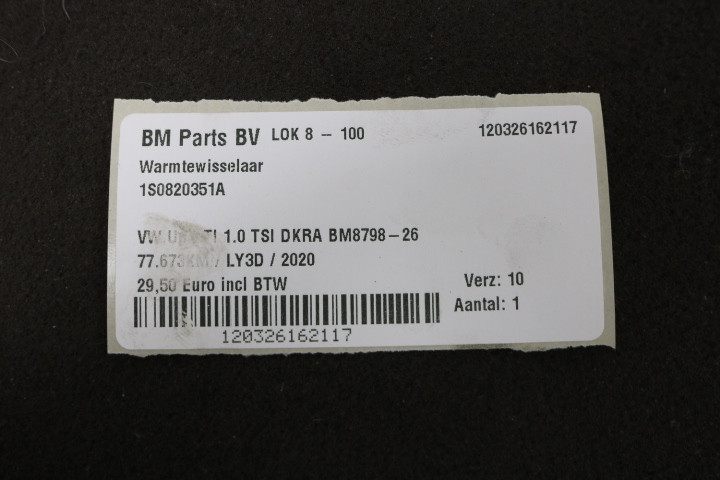 BM Parts BV LOK 8 - 100 120326162117
Warmtewisselaar
1S0820351A
VW 1.0 TSI DKRA BM8798-26
77.673KM / LY3D / 2020
29,50 Euro incl BTW Verz: 10
Aantal: 1
120326162117